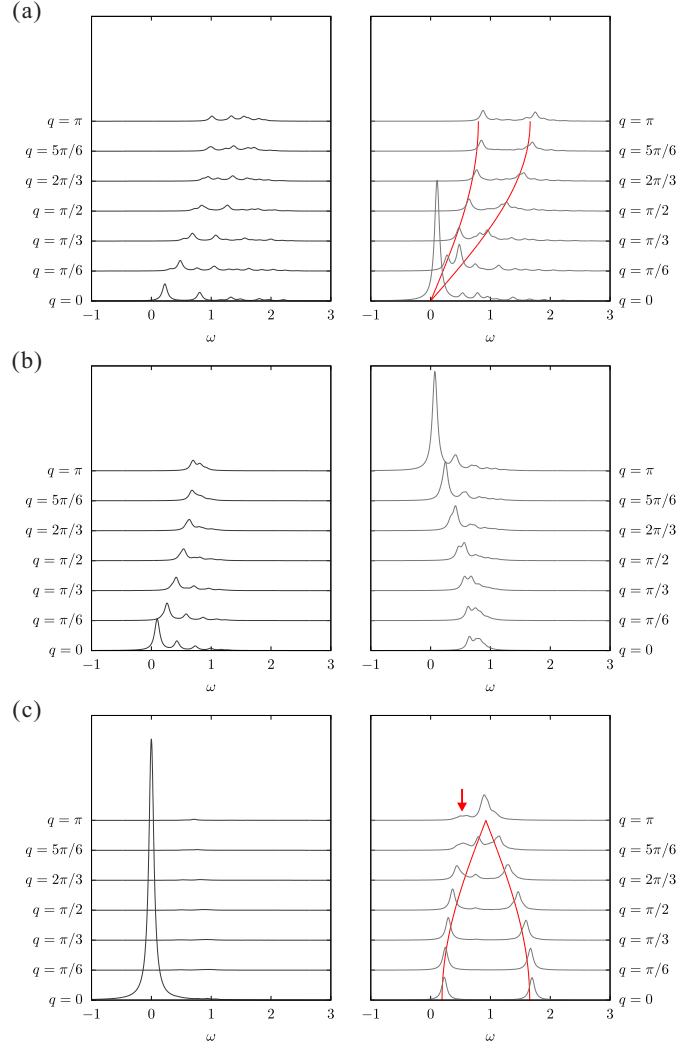 (a)
q = π
q = 5π/6
q = 2π/3
q = π/2
q = π/3
q = π/6
q = 0
−1 0 1 2 3
ω
q = π
q = 5π/6
q = 2π/3
q = π/2
q = π/3
q = π/6
q = 0
−1 0 1 2 3
ω
(b)
q = π
q = 5π/6
q = 2π/3
q = π/2
q = π/3
q = π/6
q = 0
−1 0 1 2 3
ω
q = π
q = 5π/6
q = 2π/3
q = π/2
q = π/3
q = π/6
q = 0
−1 0 1 2 3
ω
(c)
q = π
q = 5π/6
q = 2π/3
q = π/2
q = π/3
q = π/6
q = 0
−1 0 1 2 3
ω
q = π
q = 5π/6
q = 2π/3
q = π/2
q = π/3
q = π/6
q = 0
−1 0 1 2 3
ω